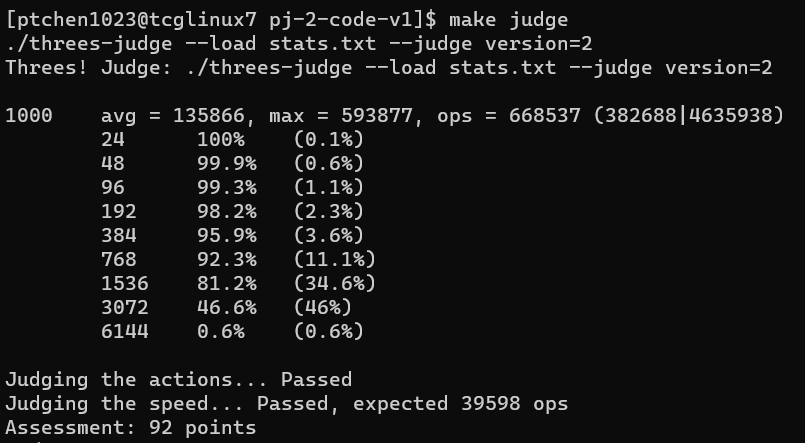 [ptchen1023@tcglinux7 pj-2-code-v1]$ make judge
./threes-judge --load stats.txt --judge version=2
Threes! Judge: ./threes-judge --load stats.txt --judge version=2
1000 avg = 135866, max = 593877, ops = 668537 (382688|4635938)
24 100% (0.1%)
48 99.9% (0.6%)
96 99.3% (1.1%)
192 98.2% (2.3%)
384 95.9% (3.6%)
768 92.3% (11.1%)
1536 81.2% (34.6%)
3072 46.6% (46%)
6144 0.6% (0.6%)
Judging the actions... Passed
Judging the speed... Passed, expected 39598 ops
Assessment: 92 points